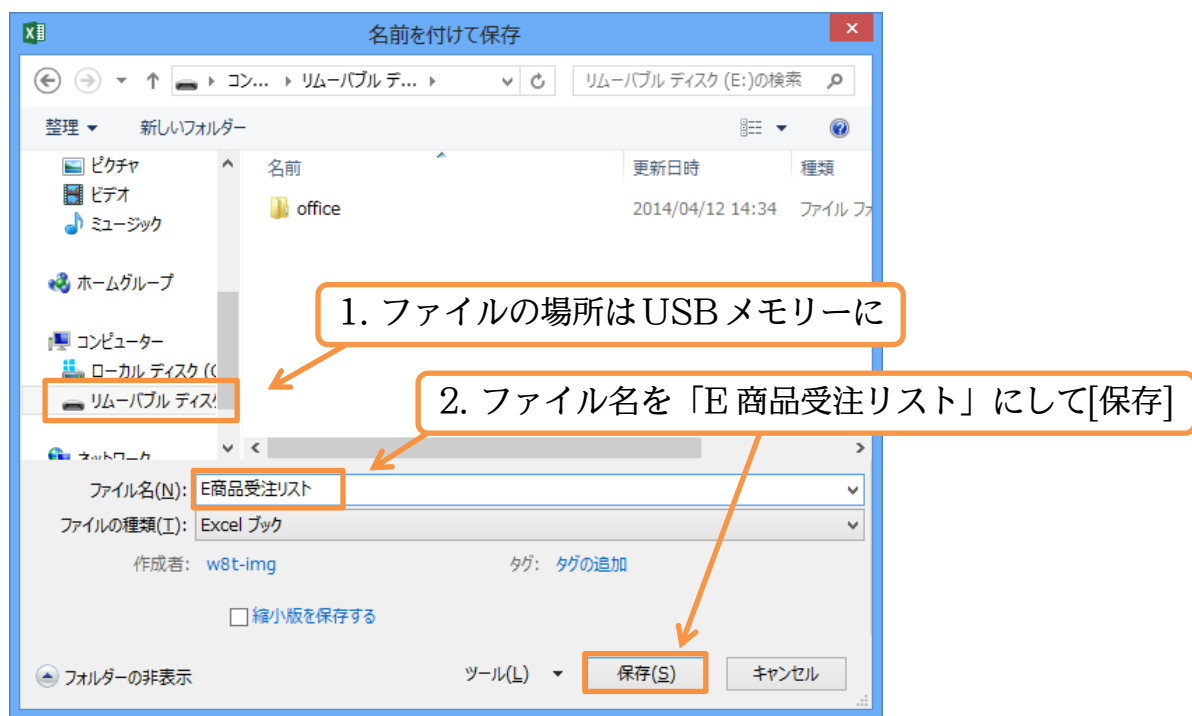 名前を付けて保存
コン... リムーバブル デ... リムーバブル ディスク (E:)の検索
整理 新しいフォルダー
ピクチャ
ビデオ
ミュージック
ホームグループ
コンピューター
ローカル ディスク (C
リムーバブル ディス
ネットワーク
名前 更新日時 種類
office 2014/04/12 14:34 ファイル フォ
1. ファイルの場所は USB メモリーに
2. ファイル名を「E 商品受注リスト」にして[保存]
ファイル名(N): E商品受注リスト
ファイルの種類(T): Excel ブック
作成者: w8t-img タグ: タグの追加
縮小版を保存する
フォルダーの非表示 ツール(L) 保存(S) キャンセル